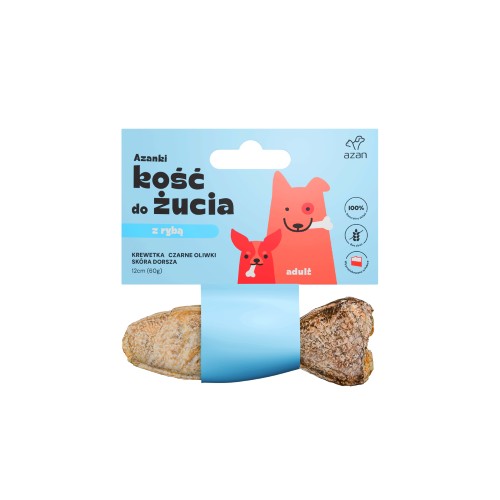 Azanki
kość
do żucia
z rybą
KREWETKA CZARNE OLIWKI
SKÓRA DORSZA
12cm (60g)
adult
azan
100%